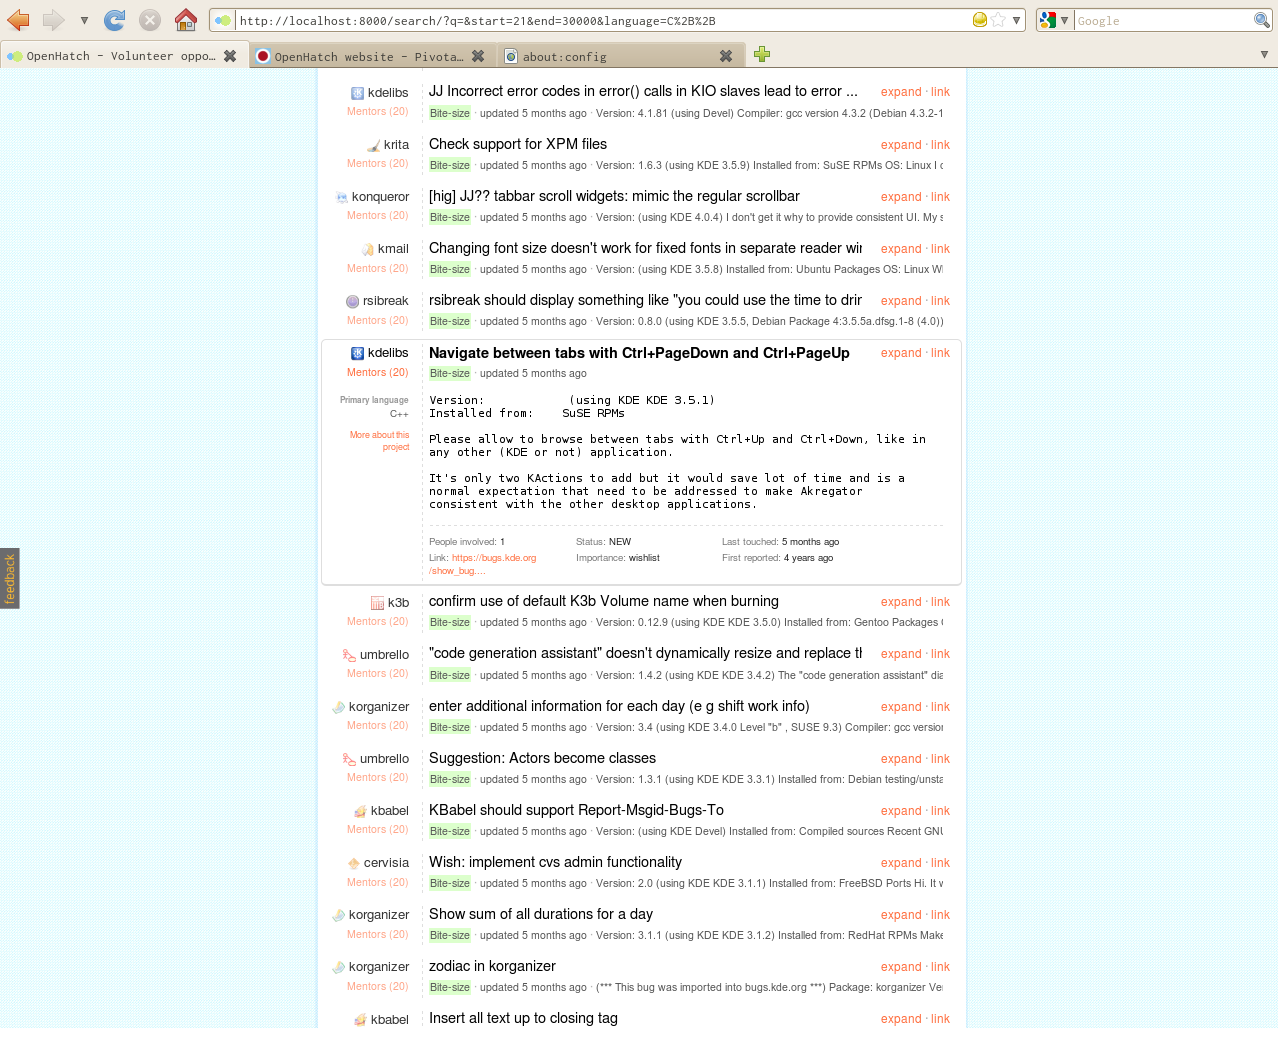 http://localhost:8000/search/?q=&start=21&end=30000&language=C%2B%2B
Google
OpenHatch - Volunteer oppo...
OpenHatch website - Pivota...
about:config
feedback
kdelibs JJ Incorrect error codes in error() calls in KIO slaves lead to error ... expand · link
Mentors (20) Bite-size · updated 5 months ago · Version: 4.1.81 (using Devel) Compiler: gcc version 4.3.2 (Debian 4.3.2-1
krita Check support for XPM files expand · link
Mentors (20) Bite-size · updated 5 months ago · Version: 1.6.3 (using KDE 3.5.9) Installed from: SuSE RPMs OS: Linux I
konqueror [hig] JJ?? tabbar scroll widgets: mimic the regular scrollbar expand · link
Mentors (20) Bite-size · updated 5 months ago · Version: (using KDE 4.0.4) I don't get it why to provide consistent UI. My
kmail Changing font size doesn't work for fixed fonts in separate reader expand · link
Mentors (20) Bite-size · updated 5 months ago · Version: (using KDE 3.5.8) Installed from: Ubuntu Packages OS: Linux
rsibreak rsibreak should display something like "you could use the time to expand · link
Mentors (20) Bite-size · updated 5 months ago · Version: 0.8.0 (using KDE 3.5.5, Debian Package 4:3.5.5a.dfsg.1-8 (4.0))
kdelibs Navigate between tabs with Ctrl+PageDown and Ctrl+PageUp expand · link
Mentors (20) Bite-size · updated 5 months ago
Primary language
C++
More about this
project
Version: (using KDE KDE 3.5.1)
Installed from: SuSE RPMs
Please allow to browse between tabs with Ctrl+Up and Ctrl+Down, like in
any other (KDE or not) application.
It's only two KActions to add but it would save lot of time and is a
normal expectation that need to be addressed to make Akregator
consistent with the other desktop applications.
People involved: 1 Status: NEW Last touched: 5 months ago
Link: https://bugs.kde.org Importance: wishlist First reported: 4 years ago
/show_bug....
k3b confirm use of default K3b Volume name when burning expand · link
Mentors (20) Bite-size · updated 5 months ago · Version: 0.12.9 (using KDE KDE 3.5.0) Installed from: Gentoo Packages
umbrello "code generation assistant" doesn't dynamically resize and replace expand · link
Mentors (20) Bite-size · updated 5 months ago · Version: 1.4.2 (using KDE KDE 3.4.2) The "code generation assistant" dia
korganizer enter additional information for each day (e g shift work info) expand · link
Mentors (20) Bite-size · updated 5 months ago · Version: 3.4 (using KDE 3.4.0 Level "b" , SUSE 9.3) Compiler: gcc version
umbrello Suggestion: Actors become classes expand · link
Mentors (20) Bite-size · updated 5 months ago · Version: 1.3.1 (using KDE KDE 3.3.1) Installed from: Debian testing/unsta
kbabel KBabel should support Report-Msgid-Bugs-To expand · link
Mentors (20) Bite-size · updated 5 months ago · Version: (using KDE Devel) Installed from: Compiled sources Recent GNU
cervisia Wish: implement cvs admin functionality expand · link
Mentors (20) Bite-size · updated 5 months ago · Version: 2.0 (using KDE KDE 3.1.1) Installed from: FreeBSD Ports Hi. It
korganizer Show sum of all durations for a day expand · link
Mentors (20) Bite-size · updated 5 months ago · Version: 3.1.1 (using KDE KDE 3.1.2) Installed from: RedHat RPMs Make
korganizer zodiac in korganizer expand · link
Mentors (20) Bite-size · updated 5 months ago · (*** This bug was imported into bugs.kde.org ***) Package: korganizer
kbabel Insert all text up to closing tag expand · link